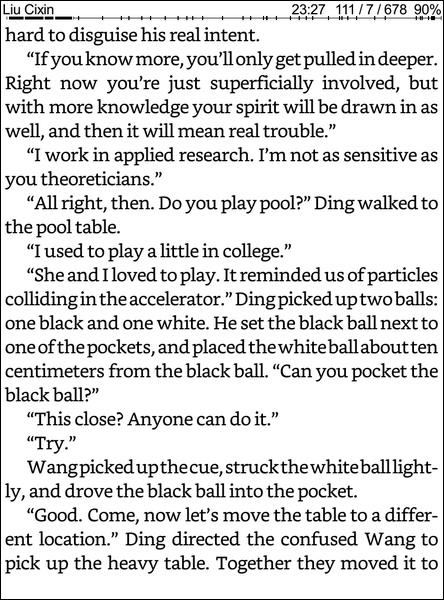 Liu Cixin 23:27 111 / 7 / 678 90%
hard to disguise his real intent.
“If you know more, you’ll only get pulled in deeper.
Right now you’re just superficially involved, but
with more knowledge your spirit will be drawn in as
well, and then it will mean real trouble.”
“I work in applied research. I’m not as sensitive as
you theoreticians.”
“All right, then. Do you play pool?” Ding walked to
the pool table.
“I used to play a little in college.”
“She and I loved to play. It reminded us of particles
colliding in the accelerator.” Ding picked up two balls:
one black and one white. He set the black ball next to
one of the pockets, and placed the white ball about ten
centimeters from the black ball. “Can you pocket the
black ball?”
“This close? Anyone can do it.”
“Try.”
Wang picked up the cue, struck the white ball light-
ly, and drove the black ball into the pocket.
“Good. Come, now let’s move the table to a differ-
ent location.” Ding directed the confused Wang to
pick up the heavy table. Together they moved it to